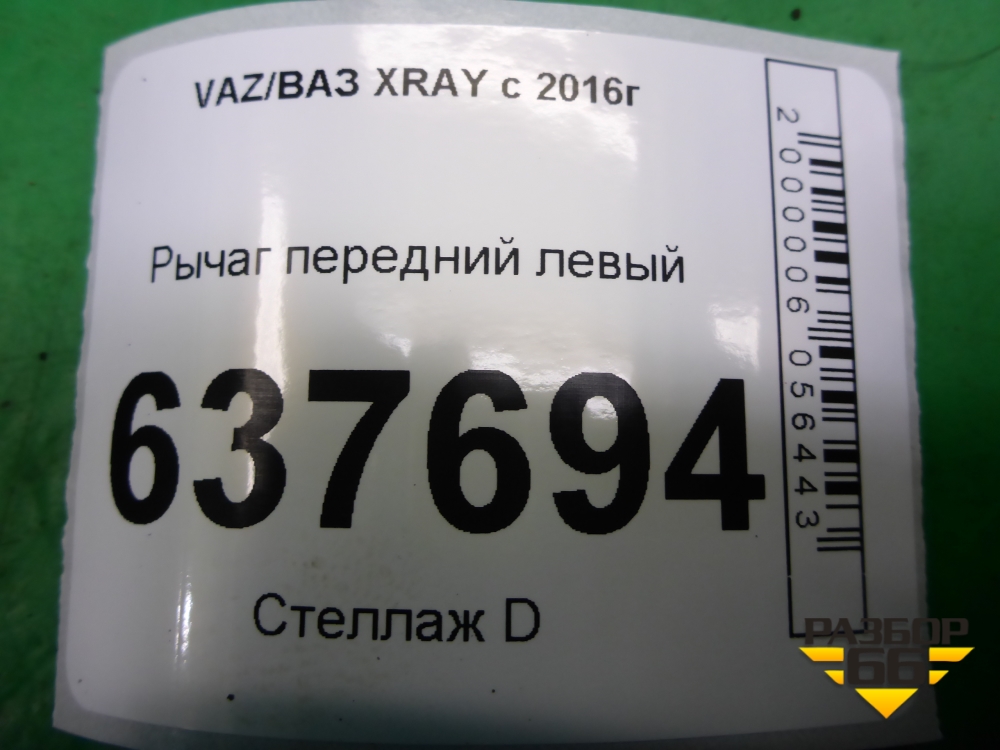 VAZ/ВАЗ XRAY с 2016г
Рычаг передний левый
637694
Стеллаж D
2000006056443
РАЗБОР
66